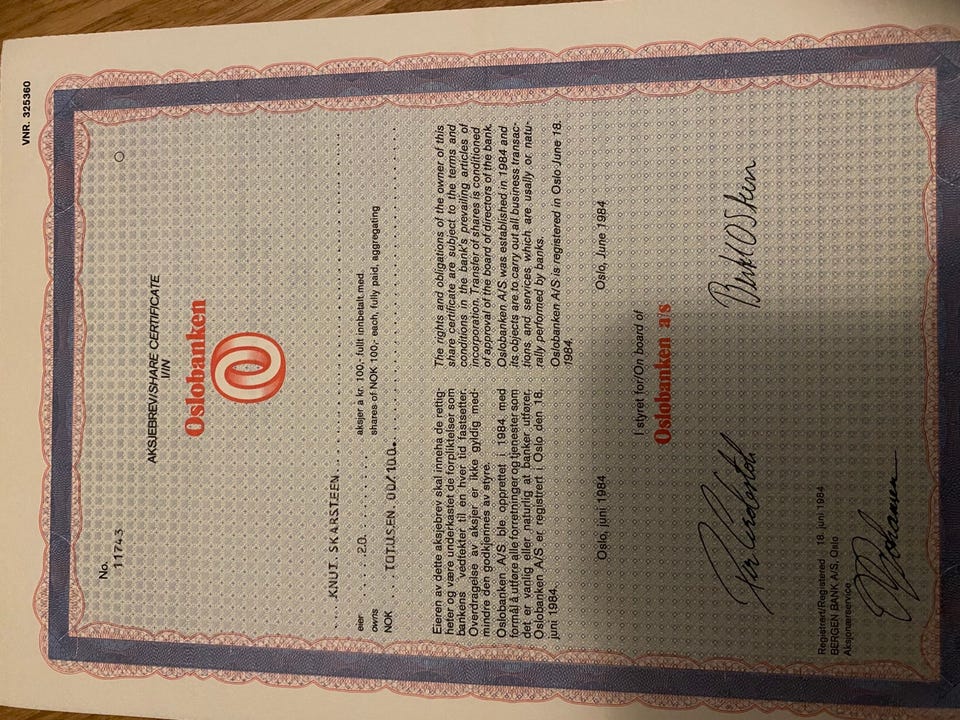 VNR. 325360
AKSJEBREV/SHARE CERTIFICATE
I/IN
Oslobanken
No.
11743
.....KNUT SKARSTEEN
eier ...20... aksjer à kr. 100,- fullt innbetalt med
owns shares of NOK 100,- each, fully paid, aggregating
NOK ...TOTUSEN 00/100..
Eieren av dette aksjebrev skal inneha de rettig-
heter og være underkastet de forpliktelser som
bankens vedtekter til en hver tid fastsetter.
Overdragelse av aksjer er ikke gyldig med-
mindre den godkjennes av styre.
Oslobanken A/S ble opprettet i 1984 med
formål å utføre alle forretninger og tjenester som
det er vanlig eller naturlig at banker utfører.
Oslobanken A/S er registrert i Oslo den 18.
juni 1984.
The rights and obligations of the owner of this
share certificate are subject to the terms and
conditions in the bank's prevailing articles of
incorporation. Transfer of shares is conditioned
of approval of the board of directors of the bank.
Oslobanken A/S was established in 1984 and
its objects are to carry out all business transac-
tions and services which are usually or natu-
rally performed by banks.
Oslobanken A/S is registered in Oslo June 18.
1984.
Oslo, juni 1984
Oslo, June 1984
I styret for/On board of
Oslobanken a/s
Registrert/Registered 18. juni 1984
BERGEN BANK A/S, Oslo
Aksjonærservice